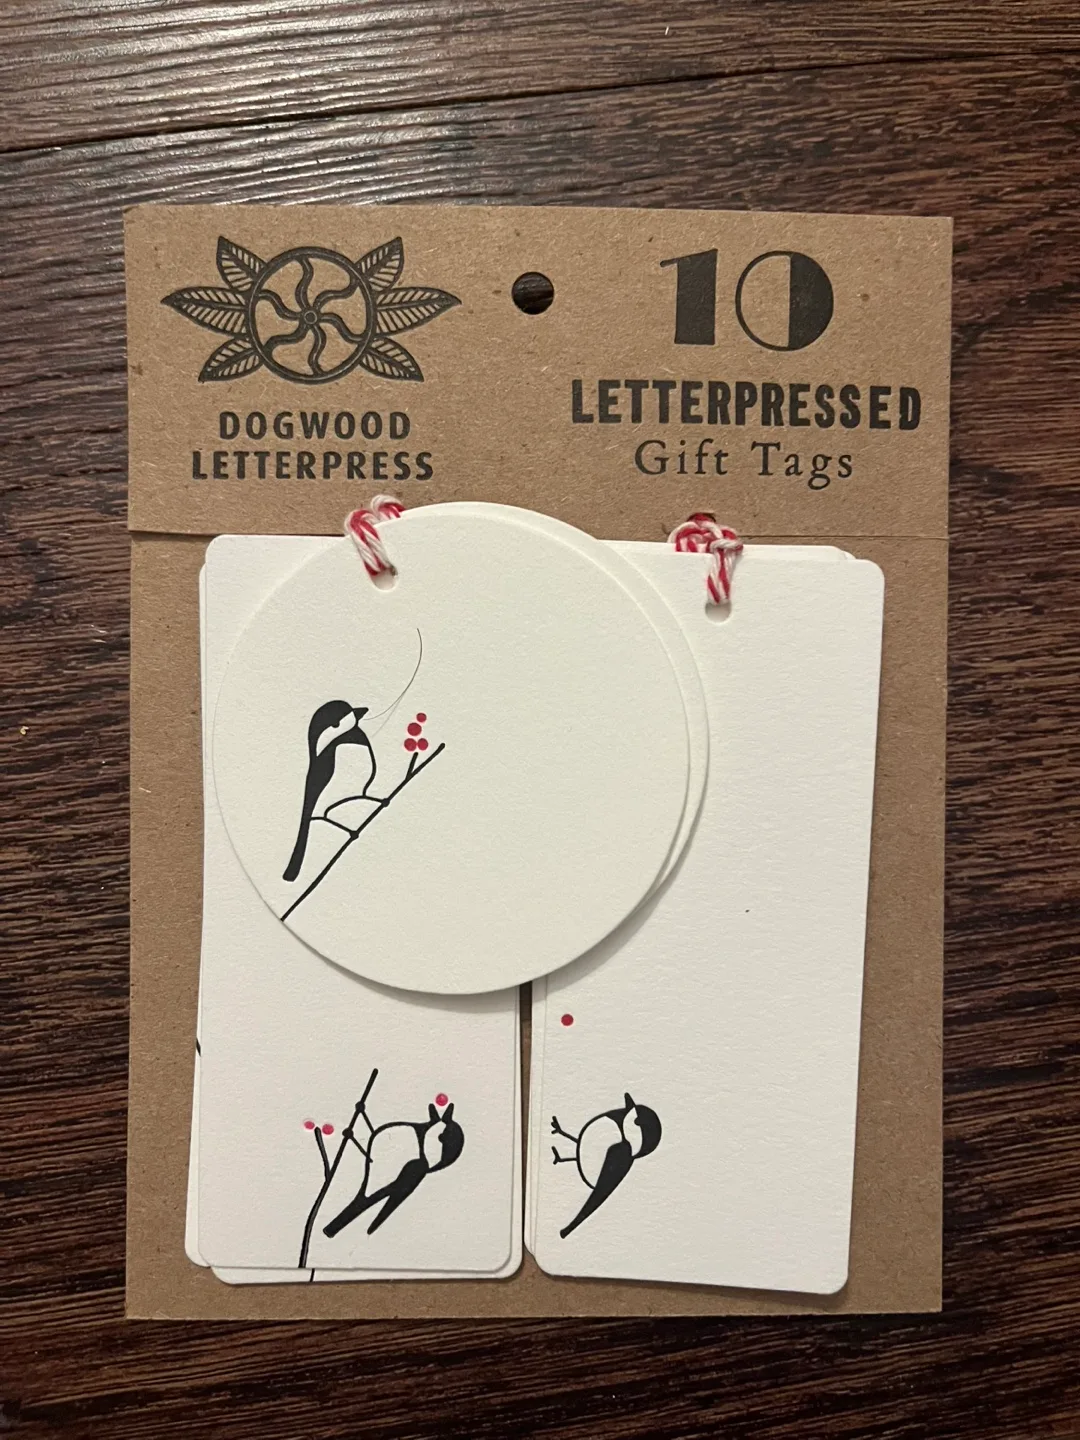 DOGWOOD
LETTERPRESS
10
LETTERPRESSED
Gift Tags